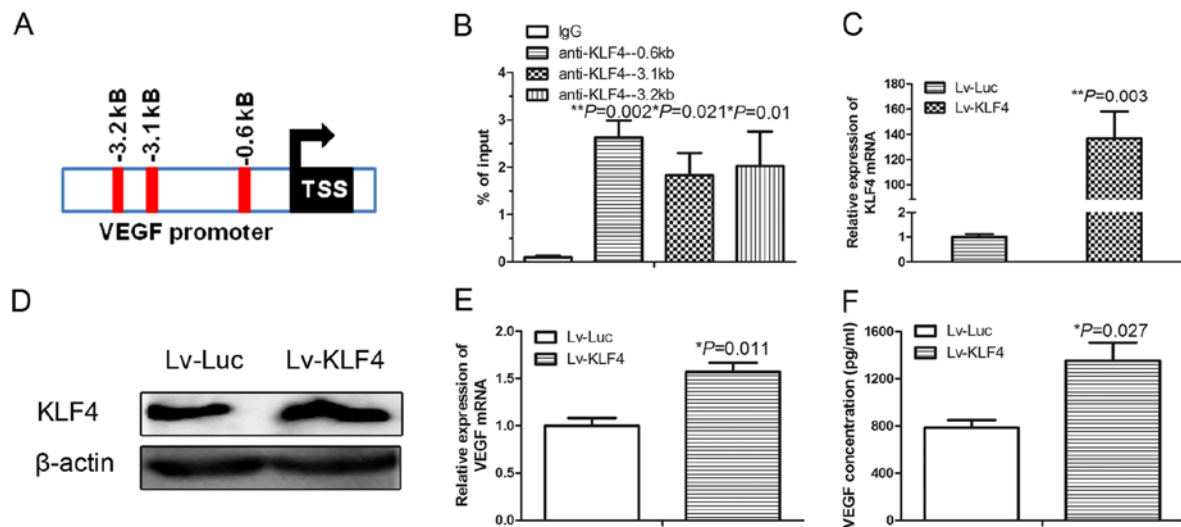 A
-3.2kB
-3.1kB
-0.6kB
TSS
VEGF promoter
B
IgG
anti-KLF4--0.6kb
anti-KLF4--3.1kb
anti-KLF4--3.2kb
**P=0.002
*P=0.021
*P=0.01
% of input
4
3
2
1
0
C
Lv-Luc
Lv-KLF4
**P=0.003
Relative expression of
KLF4 mRNA
180
160
140
120
100
80
2
1
0
D
Lv-Luc
Lv-KLF4
KLF4
β-actin
E
Lv-Luc
Lv-KLF4
*P=0.011
Relative expression of
VEGF mRNA
2.0
1.5
1.0
0.5
0.0
F
Lv-Luc
Lv-KLF4
*P=0.027
VEGF concentration (pg/ml)
1600
1200
800
400
0